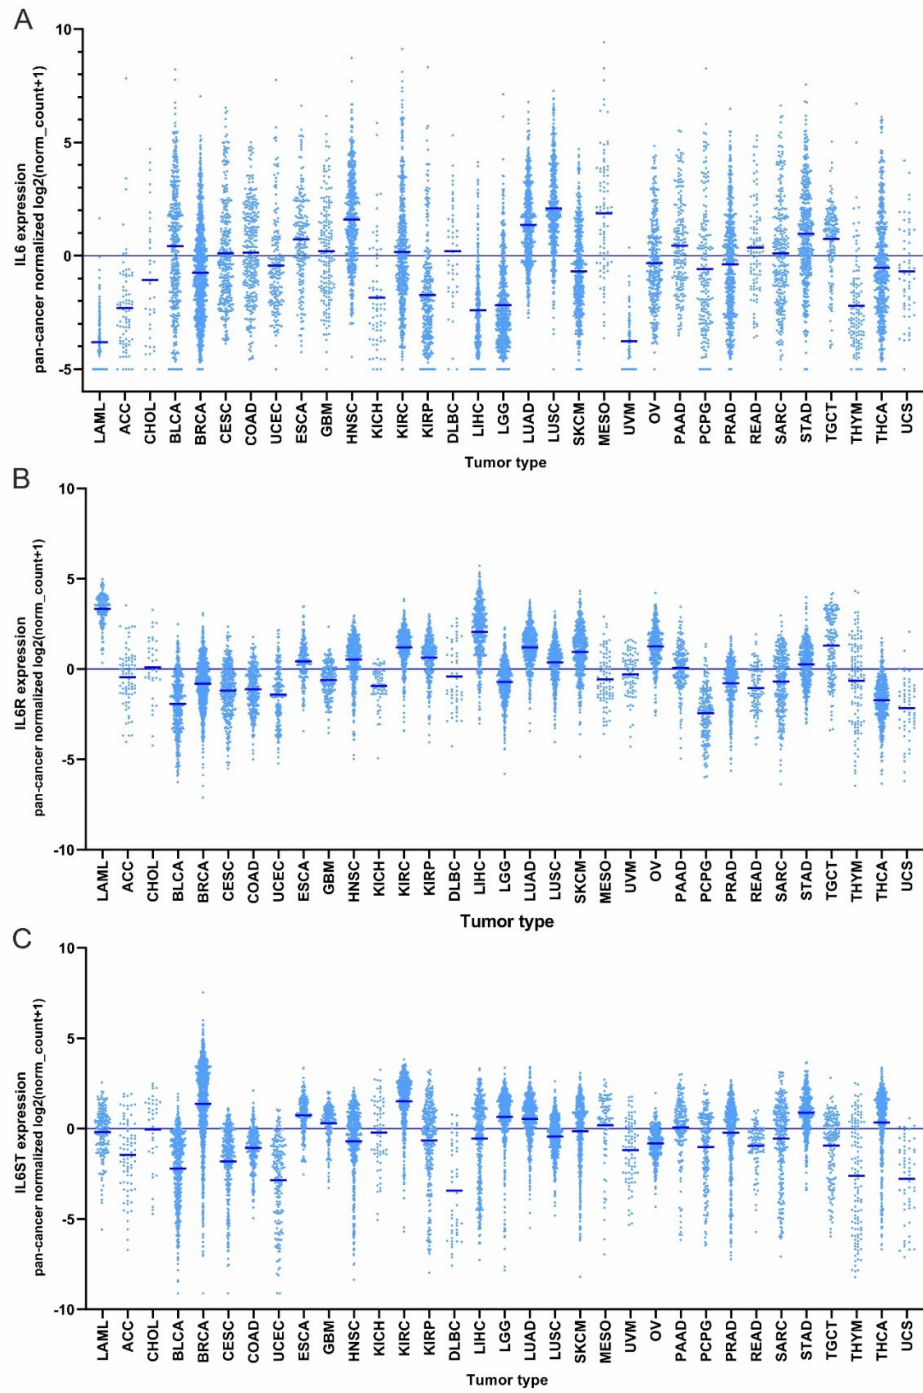 A
IL6 expression
pan-cancer normalized log2(norm_count+1)
10
5
0
-5
LAML ACC CHOL BLCA BRCA CESC COAD UCEC ESCA GBM HNSC KICH KIRC KIRP DLBC LIHC LGG LUAD LUSC SKCM MESO UVM OV PAAD PCPG PRAD READ SARC STAD TGCT THYM THCA UCS
Tumor type
B
IL6R expression
pan-cancer normalized log2(norm_count+1)
10
5
0
-5
-10
LAML ACC CHOL BLCA BRCA CESC COAD UCEC ESCA GBM HNSC KICH KIRC KIRP DLBC LIHC LGG LUAD LUSC SKCM MESO UVM OV PAAD PCPG PRAD READ SARC STAD TGCT THYM THCA UCS
Tumor type
C
IL6ST expression
pan-cancer normalized log2(norm_count+1)
10
5
0
-5
-10
LAML ACC CHOL BLCA BRCA CESC COAD UCEC ESCA GBM HNSC KICH KIRC KIRP DLBC LIHC LGG LUAD LUSC SKCM MESO UVM OV PAAD PCPG PRAD READ SARC STAD TGCT THYM THCA UCS
Tumor type